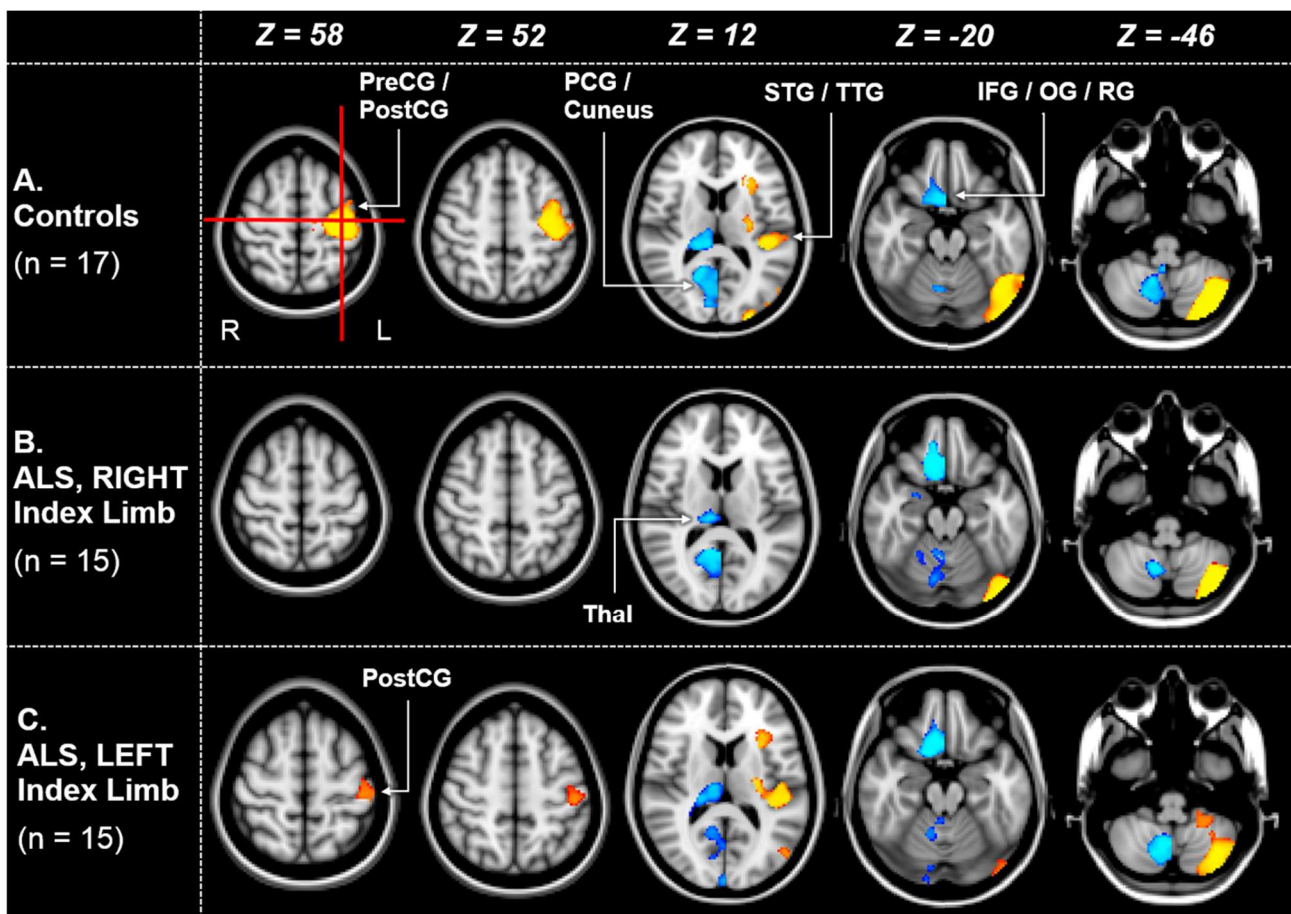 Z = 58
Z = 52
Z = 12
Z = -20
Z = -46
PreCG /
PostCG
PCG /
Cuneus
STG / TTG
IFG / OG / RG
A.
Controls
(n = 17)
R
L
B.
ALS, RIGHT
Index Limb
(n = 15)
Thal
PostCG
C.
ALS, LEFT
Index Limb
(n = 15)